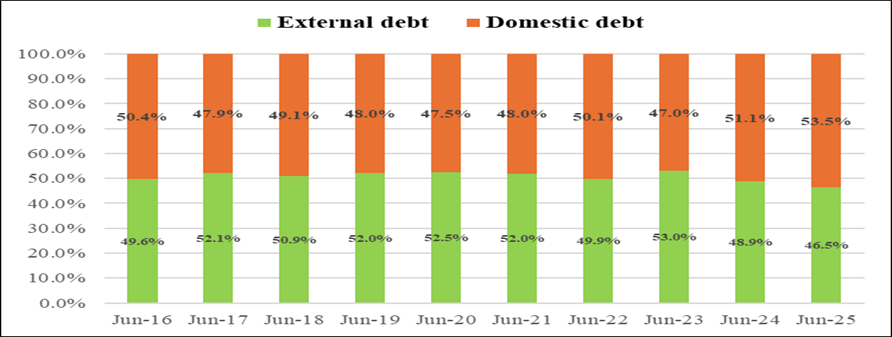 External debt Domestic debt
100.0%
90.0%
80.0%
70.0%
60.0%
50.0%
40.0%
30.0%
20.0%
10.0%
0.0%
50.4% 47.9% 49.1% 48.0% 47.5% 48.0% 50.1% 47.0% 51.1% 53.5%
49.6% 52.1% 50.9% 52.0% 52.5% 52.0% 49.9% 53.0% 48.9% 46.5%
Jun-16 Jun-17 Jun-18 Jun-19 Jun-20 Jun-21 Jun-22 Jun-23 Jun-24 Jun-25